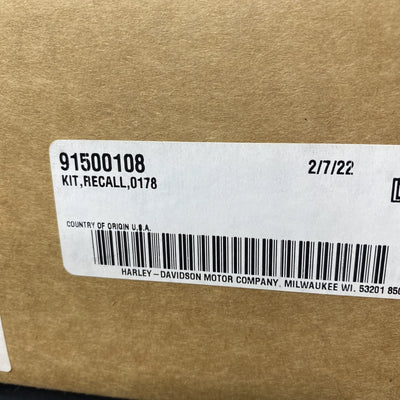 91500108 2/7/22
KIT,RECALL,0178
COUNTRY OF ORIGIN U.S.A.
HARLEY-DAVIDSON MOTOR COMPANY. MILWAUKEE WI. 53201